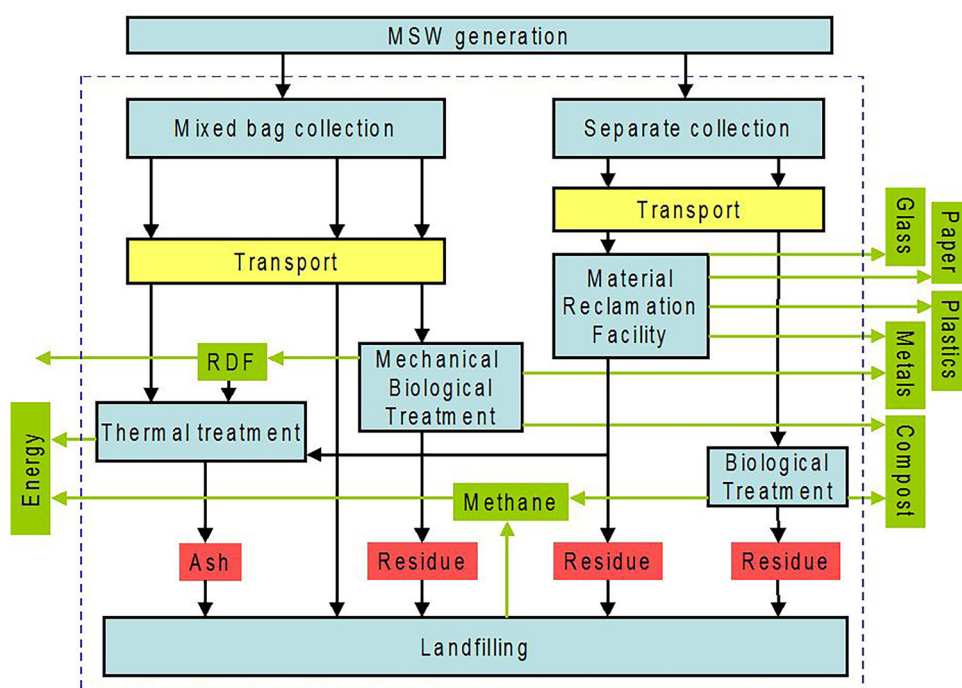 MSW generation
Mixed bag collection
Separate collection
Transport
Glass
Paper
Transport
Material
Reclamation
Facility
Plastics
Metals
RDF
Mechanical
Biological
Treatment
Thermal treatment
Energy
Compost
Biological
Treatment
Methane
Ash
Residue
Residue
Residue
Landfilling